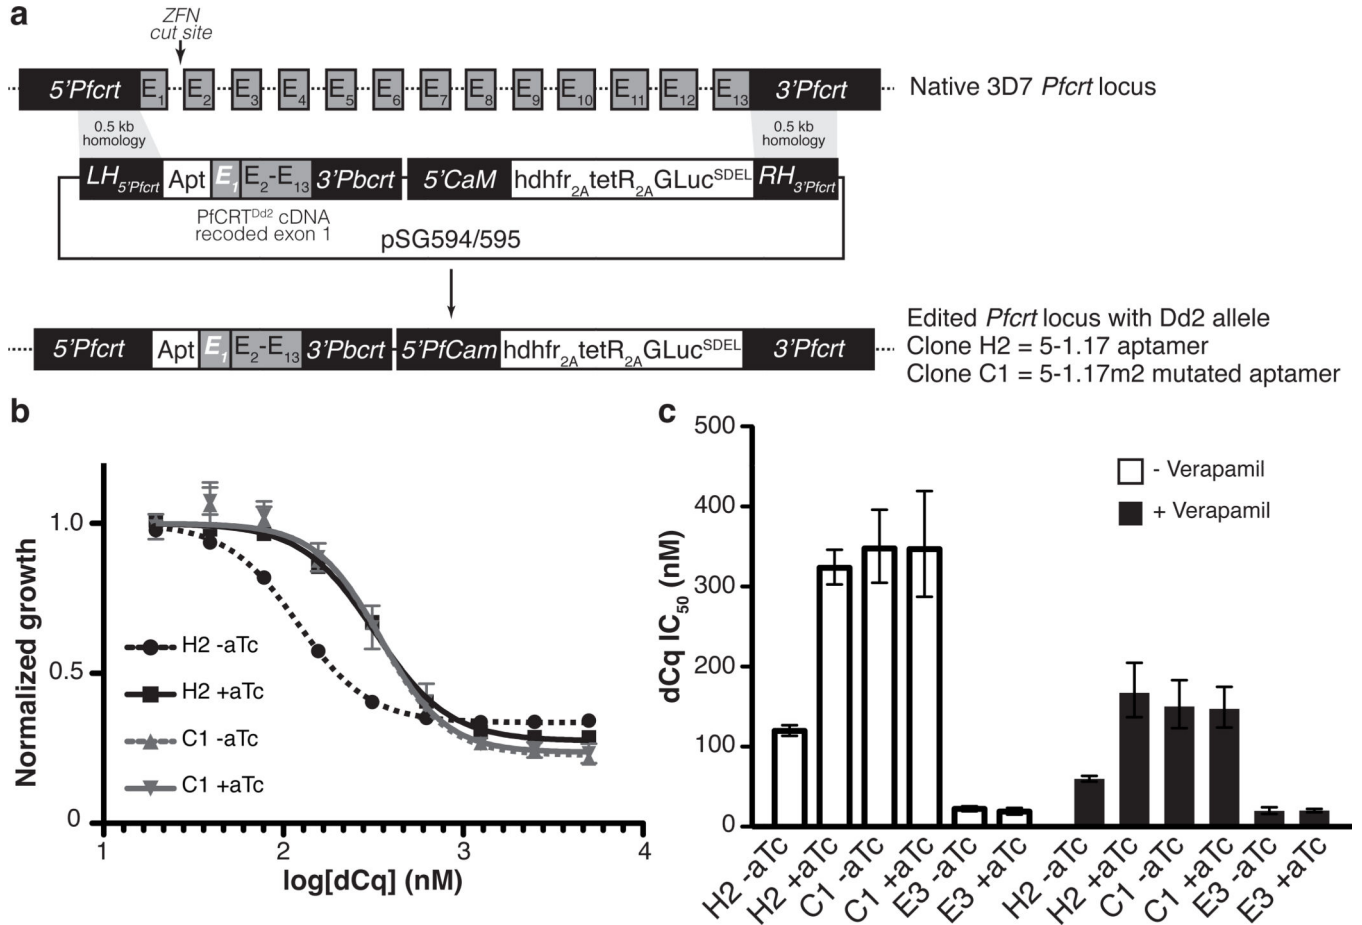 a
ZFN
cut site
5'Pfcrt E1 E2 E3 E4 E5 E6 E7 E8 E9 E10 E11 E12 E13 3'Pfcrt
Native 3D7 Pfcrt locus
0.5 kb
homology
0.5 kb
homology
LH5'Pfcrt Apt E1 E2-E13 3'Pbcrt 5'CaM hdhfr2AtetR2AGLucSDEL RH3'Pfcrt
PfCRTDd2 cDNA
recoded exon 1
pSG594/595
5'Pfcrt Apt E1 E2-E13 3'Pbcrt 5'PfCam hdhfr2AtetR2AGLucSDEL 3'Pfcrt
Edited Pfcrt locus with Dd2 allele
Clone H2 = 5-1.17 aptamer
Clone C1 = 5-1.17m2 mutated aptamer
b
Normalized growth
1.0
0.5
0
H2 -aTc
H2 +aTc
C1 -aTc
C1 +aTc
1 2 3 4
log[dCq] (nM)
c
dCq IC50 (nM)
500
400
300
200
100
0
- Verapamil
+ Verapamil
H2 -aTc
H2 +aTc
C1 -aTc
C1 +aTc
E3 -aTc
E3 +aTc
H2 -aTc
H2 +aTc
C1 -aTc
C1 +aTc
E3 -aTc
E3 +aTc